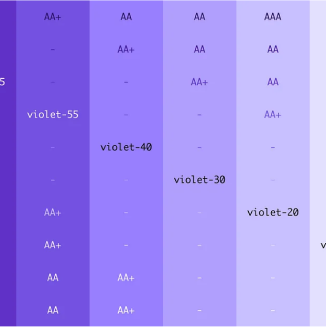 AA+ AA AA AAA
- AA+ AA AA
5 - - AA+ AA
violet-55 - - AA+
- violet-40 - -
- - violet-30 -
AA+ - - violet-20
AA+ - - - v
AA AA+ - -
AA AA+ - -